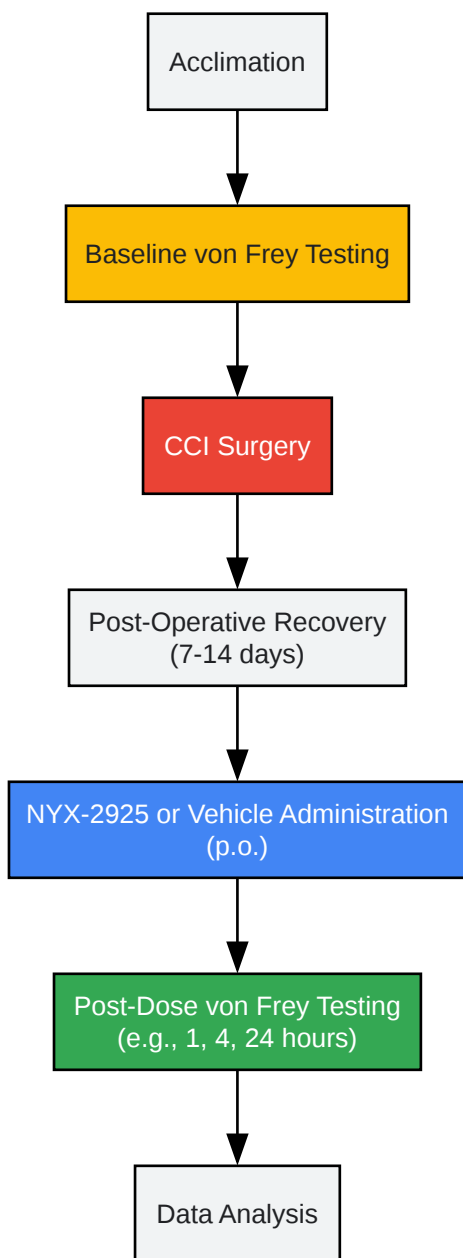 Acclimation
Baseline von Frey Testing
CCI Surgery
Post-Operative Recovery
(7-14 days)
NYX-2925 or Vehicle Administration
(p.o.)
Post-Dose von Frey Testing
(e.g., 1, 4, 24 hours)
Data Analysis